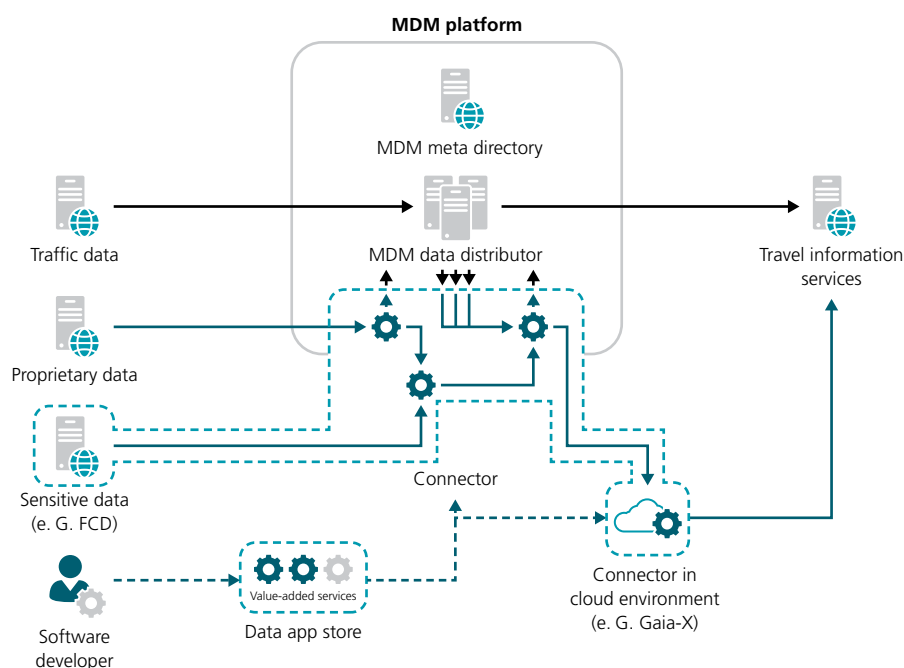 MDM platform
MDM meta directory
Traffic data
MDM data distributor
Travel information
services
Proprietary data
Sensitive data
(e. G. FCD)
Connector
Software
developer
Value-added services
Data app store
Connector in
cloud environment
(e. G. Gaia-X)